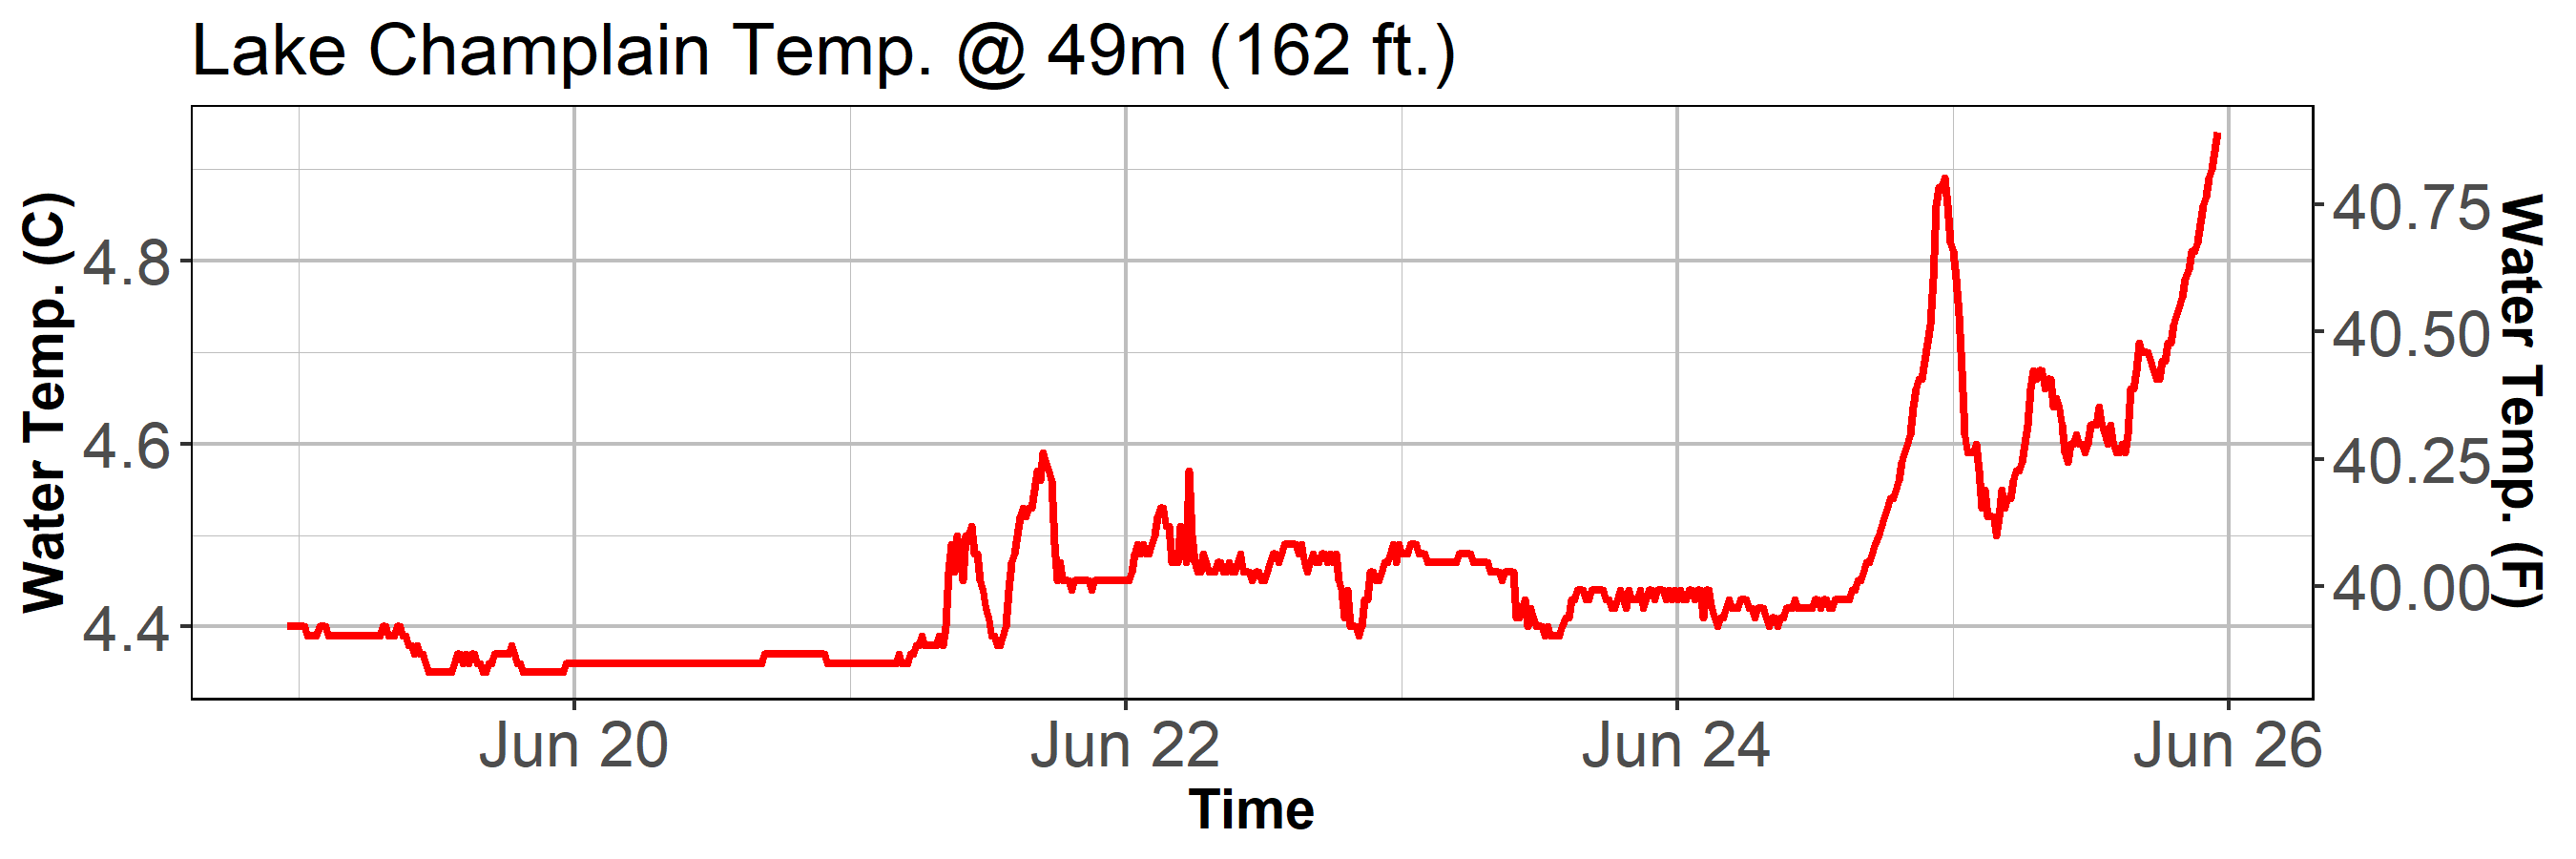 Lake Champlain Temp. @ 49m (162 ft.)
Water Temp. (C)
4.8
4.6
4.4
40.75
40.50
40.25
40.00
Water Temp. (F)
Jun 20 Jun 22 Jun 24 Jun 26
Time